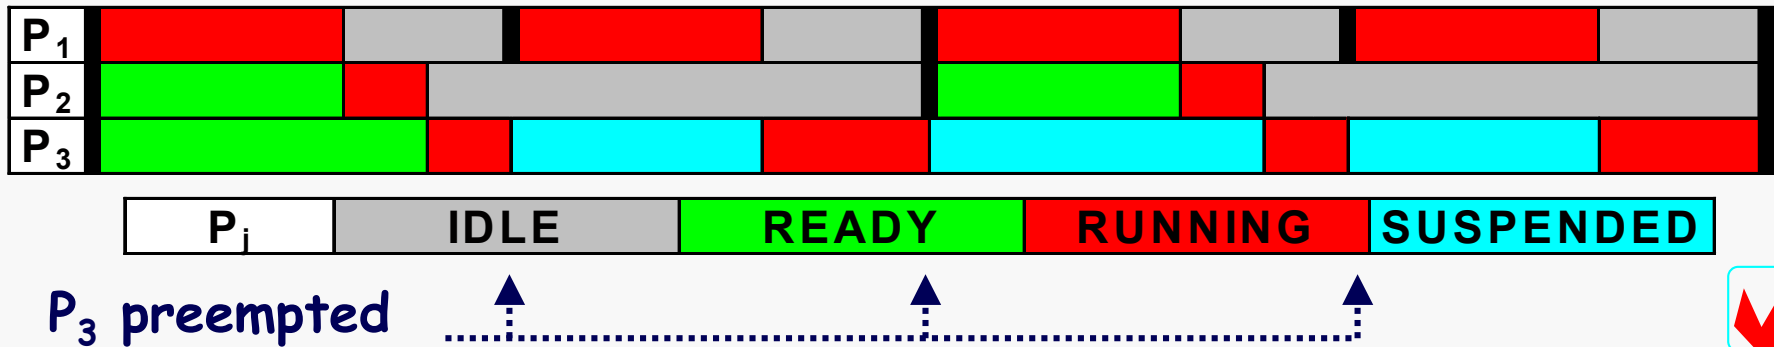 P₁
P₂
P₃
Pⱼ IDLE READY RUNNING SUSPENDED
P₃ preempted